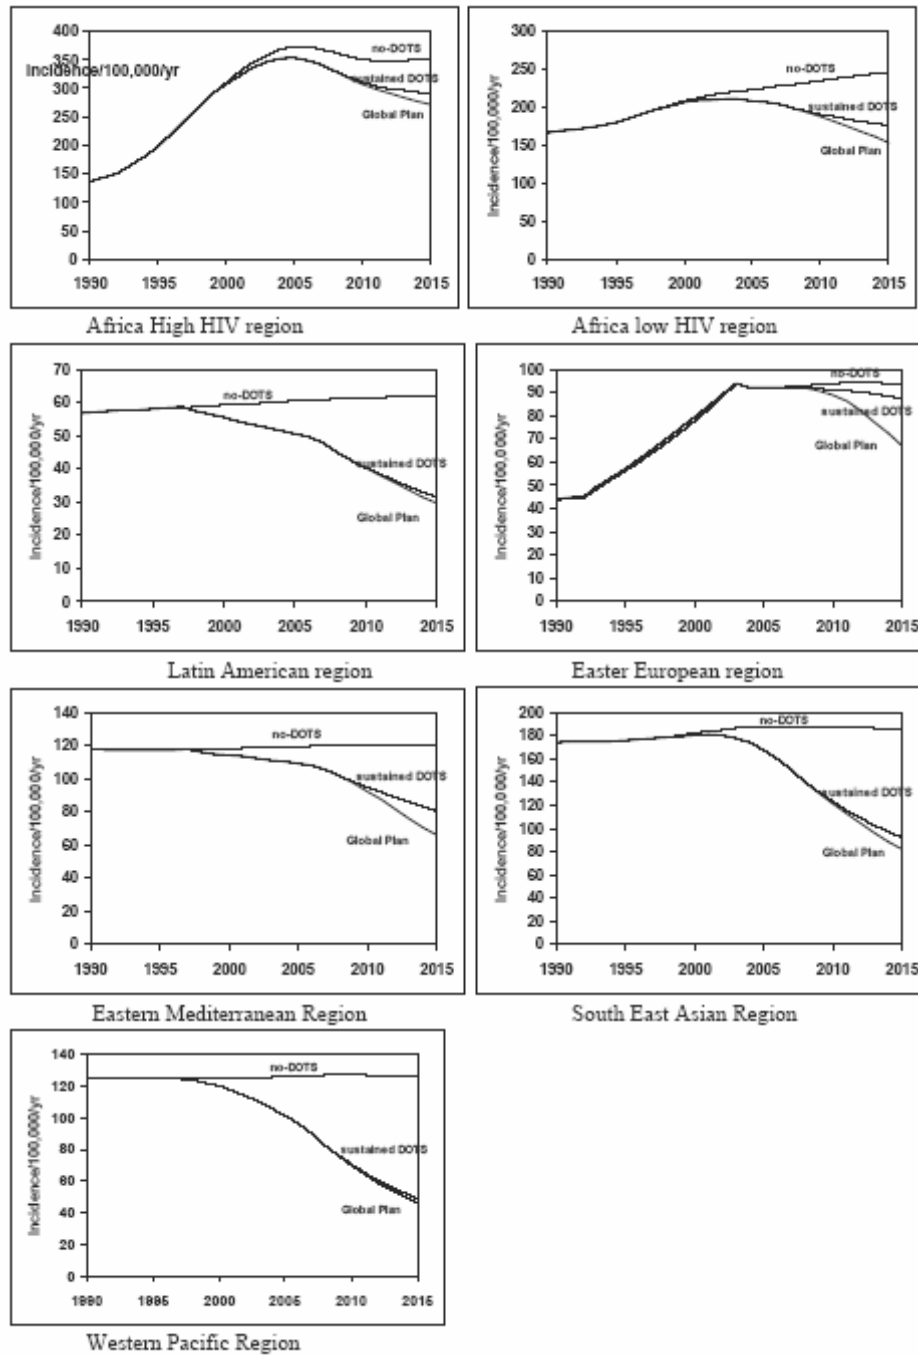 400
350
300
250
200
150
100
50
0
Incidence/100,000/yr
no-DOTS
sustained DOTS
Global Plan
1990 1995 2000 2005 2010 2015
Africa High HIV region
300
250
200
150
100
50
0
Incidence/100,000/yr
no-DOTS
sustained DOTS
Global Plan
1990 1995 2000 2005 2010 2015
Africa low HIV region
70
60
50
40
30
20
10
0
Incidence/100,000/yr
no-DOTS
sustained DOTS
Global Plan
1990 1995 2000 2005 2010 2015
Latin American region
100
90
80
70
60
50
40
30
20
10
0
Incidence/100,000/yr
no-DOTS
sustained DOTS
Global Plan
1990 1995 2000 2005 2010 2015
Easter European region
140
120
100
80
60
40
20
0
Incidence/100,000/yr
no-DOTS
sustained DOTS
Global Plan
1990 1995 2000 2005 2010 2015
Eastern Mediterranean Region
200
180
160
140
120
100
80
60
40
20
0
Incidence/100,000/yr
no-DOTS
sustained DOTS
Global Plan
1990 1995 2000 2005 2010 2015
South East Asian Region
140
120
100
80
60
40
20
0
Incidence/100,000/yr
no-DOTS
sustained DOTS
Global Plan
1990 1995 2000 2005 2010 2015
Western Pacific Region